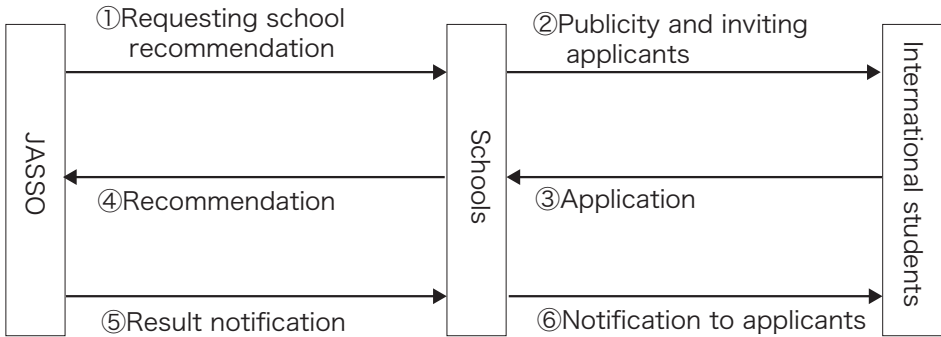 ①Requesting school
recommendation
②Publicity and inviting
applicants
JASSO
Schools
International students
④Recommendation
③Application
⑤Result notification
⑥Notification to applicants